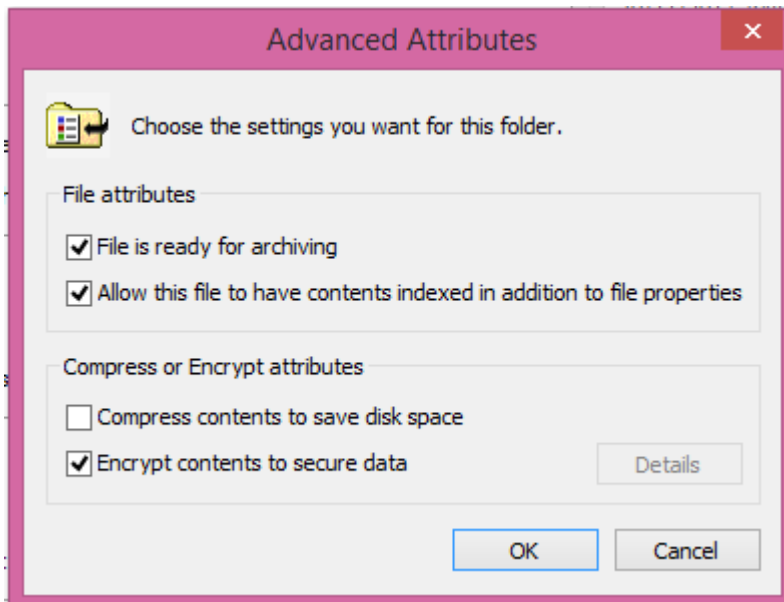 Advanced Attributes
Choose the settings you want for this folder.
File attributes
File is ready for archiving
Allow this file to have contents indexed in addition to file properties
Compress or Encrypt attributes
Compress contents to save disk space
Encrypt contents to secure data
Details
OK
Cancel